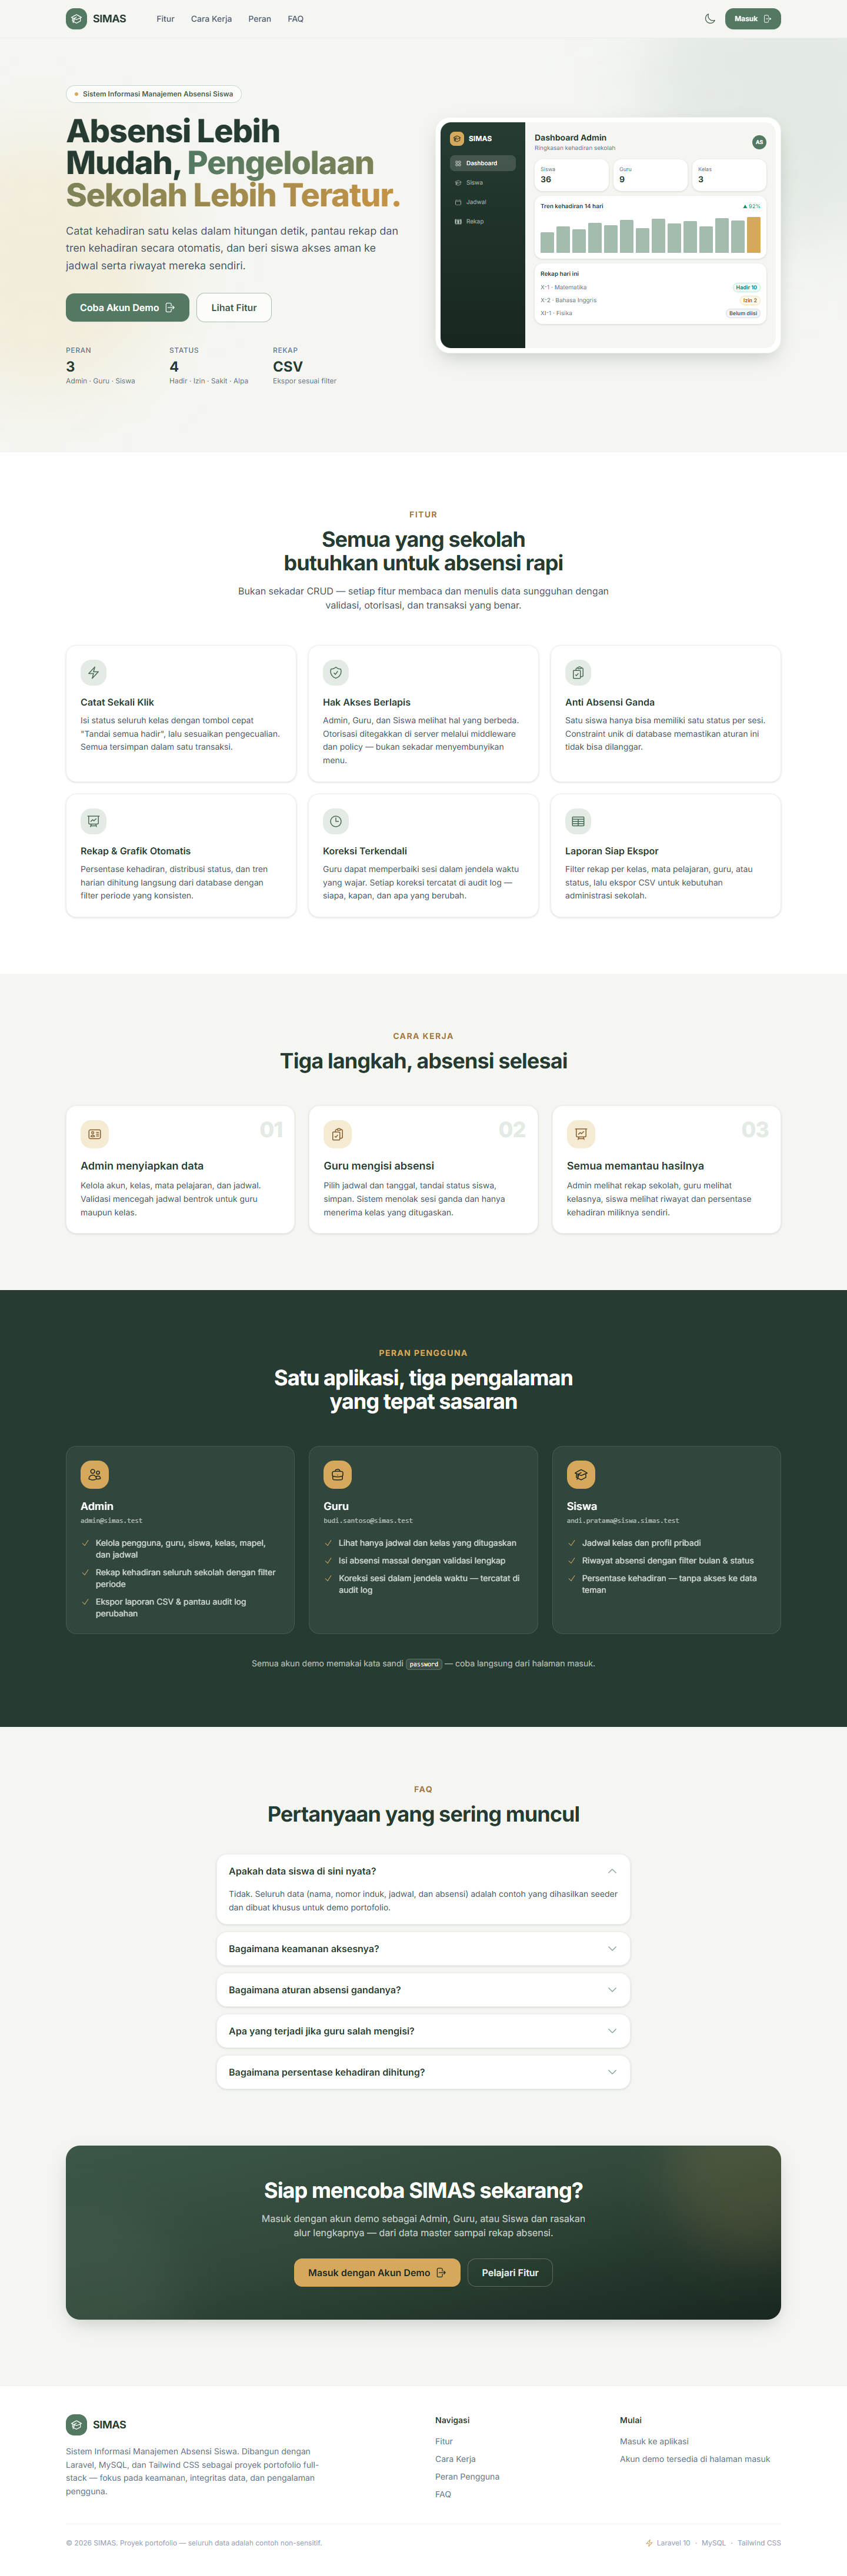 SIMAS
Fitur
Cara Kerja
Peran
FAQ
Masuk
Sistem Informasi Manajemen Absensi Siswa
Absensi Lebih
Mudah, Pengelolaan
Sekolah Lebih Teratur.
Catat kehadiran satu kelas dalam hitungan detik, pantau rekap dan
tren kehadiran secara otomatis, dan beri siswa akses aman ke
jadwal serta riwayat mereka sendiri.
Coba Akun Demo
Lihat Fitur
PERAN
3
Admin · Guru · Siswa
STATUS
4
Hadir · Izin · Sakit · Alpa
REKAP
CSV
Ekspor sesuai filter
SIMAS
Dashboard
Siswa
Jadwal
Rekap
Dashboard Admin
Ringkasan kehadiran sekolah
AS
Siswa
36
Guru
9
Kelas
3
Tren kehadiran 14 hari
▲ 92%
Rekap hari ini
X-1 · Matematika
Hadir 10
X-2 · Bahasa Inggris
Izin 2
XI-1 · Fisika
Belum diisi
FITUR
Semua yang sekolah
butuhkan untuk absensi rapi
Bukan sekadar CRUD — setiap fitur membaca dan menulis data sungguhan dengan
validasi, otorisasi, dan transaksi yang benar.
Catat Sekali Klik
Isi status seluruh kelas dengan tombol cepat
"Tandai semua hadir", lalu sesuaikan pengecualian.
Semua tersimpan dalam satu transaksi.
Hak Akses Berlapis
Admin, Guru, dan Siswa melihat hal yang berbeda.
Otorisasi ditegakkan di server melalui middleware
dan policy — bukan sekadar menyembunyikan
menu.
Anti Absensi Ganda
Satu siswa hanya bisa memiliki satu status per sesi.
Constraint unik di database memastikan aturan ini
tidak bisa dilanggar.
Rekap & Grafik Otomatis
Persentase kehadiran, distribusi status, dan tren
harian dihitung langsung dari database dengan
filter periode yang konsisten.
Koreksi Terkendali
Guru dapat memperbaiki sesi dalam jendela waktu
yang wajar. Setiap koreksi tercatat di audit log —
siapa, kapan, dan apa yang berubah.
Laporan Siap Ekspor
Filter rekap per kelas, mata pelajaran, guru, atau
status, lalu ekspor CSV untuk kebutuhan
administrasi sekolah.
CARA KERJA
Tiga langkah, absensi selesai
01
Admin menyiapkan data
Kelola akun, kelas, mata pelajaran, dan jadwal.
Validasi mencegah jadwal bentrok untuk guru
maupun kelas.
02
Guru mengisi absensi
Pilih jadwal dan tanggal, tandai status siswa,
simpan. Sistem menolak sesi ganda dan hanya
menerima kelas yang ditugaskan.
03
Semua memantau hasilnya
Admin melihat rekap sekolah, guru melihat
kelasnya, siswa melihat riwayat dan persentase
kehadiran miliknya sendiri.
PERAN PENGGUNA
Satu aplikasi, tiga pengalaman
yang tepat sasaran
Admin
admin@simas.test
Kelola pengguna, guru, siswa, kelas, mapel,
dan jadwal
Rekap kehadiran seluruh sekolah dengan filter
periode
Ekspor laporan CSV & pantau audit log
perubahan
Guru
budi.santoso@simas.test
Lihat hanya jadwal dan kelas yang ditugaskan
Isi absensi massal dengan validasi lengkap
Koreksi sesi dalam jendela waktu — tercatat di
audit log
Siswa
andi.pratama@siswa.simas.test
Jadwal kelas dan profil pribadi
Riwayat absensi dengan filter bulan & status
Persentase kehadiran — tanpa akses ke data
teman
Semua akun demo memakai kata sandi password — coba langsung dari halaman masuk.
FAQ
Pertanyaan yang sering muncul
Apakah data siswa di sini nyata?
Tidak. Seluruh data (nama, nomor induk, jadwal, dan absensi) adalah contoh yang dihasilkan seeder
dan dibuat khusus untuk demo portofolio.
Bagaimana keamanan aksesnya?
Bagaimana aturan absensi gandanya?
Apa yang terjadi jika guru salah mengisi?
Bagaimana persentase kehadiran dihitung?
Siap mencoba SIMAS sekarang?
Masuk dengan akun demo sebagai Admin, Guru, atau Siswa dan rasakan
alur lengkapnya — dari data master sampai rekap absensi.
Masuk dengan Akun Demo
Pelajari Fitur
SIMAS
Sistem Informasi Manajemen Absensi Siswa. Dibangun dengan
Laravel, MySQL, dan Tailwind CSS sebagai proyek portofolio full-
stack — fokus pada keamanan, integritas data, dan pengalaman
pengguna.
Navigasi
Fitur
Cara Kerja
Peran Pengguna
FAQ
Mulai
Masuk ke aplikasi
Akun demo tersedia di halaman masuk
© 2026 SIMAS. Proyek portofolio — seluruh data adalah contoh non-sensitif.
Laravel 10 · MySQL · Tailwind CSS